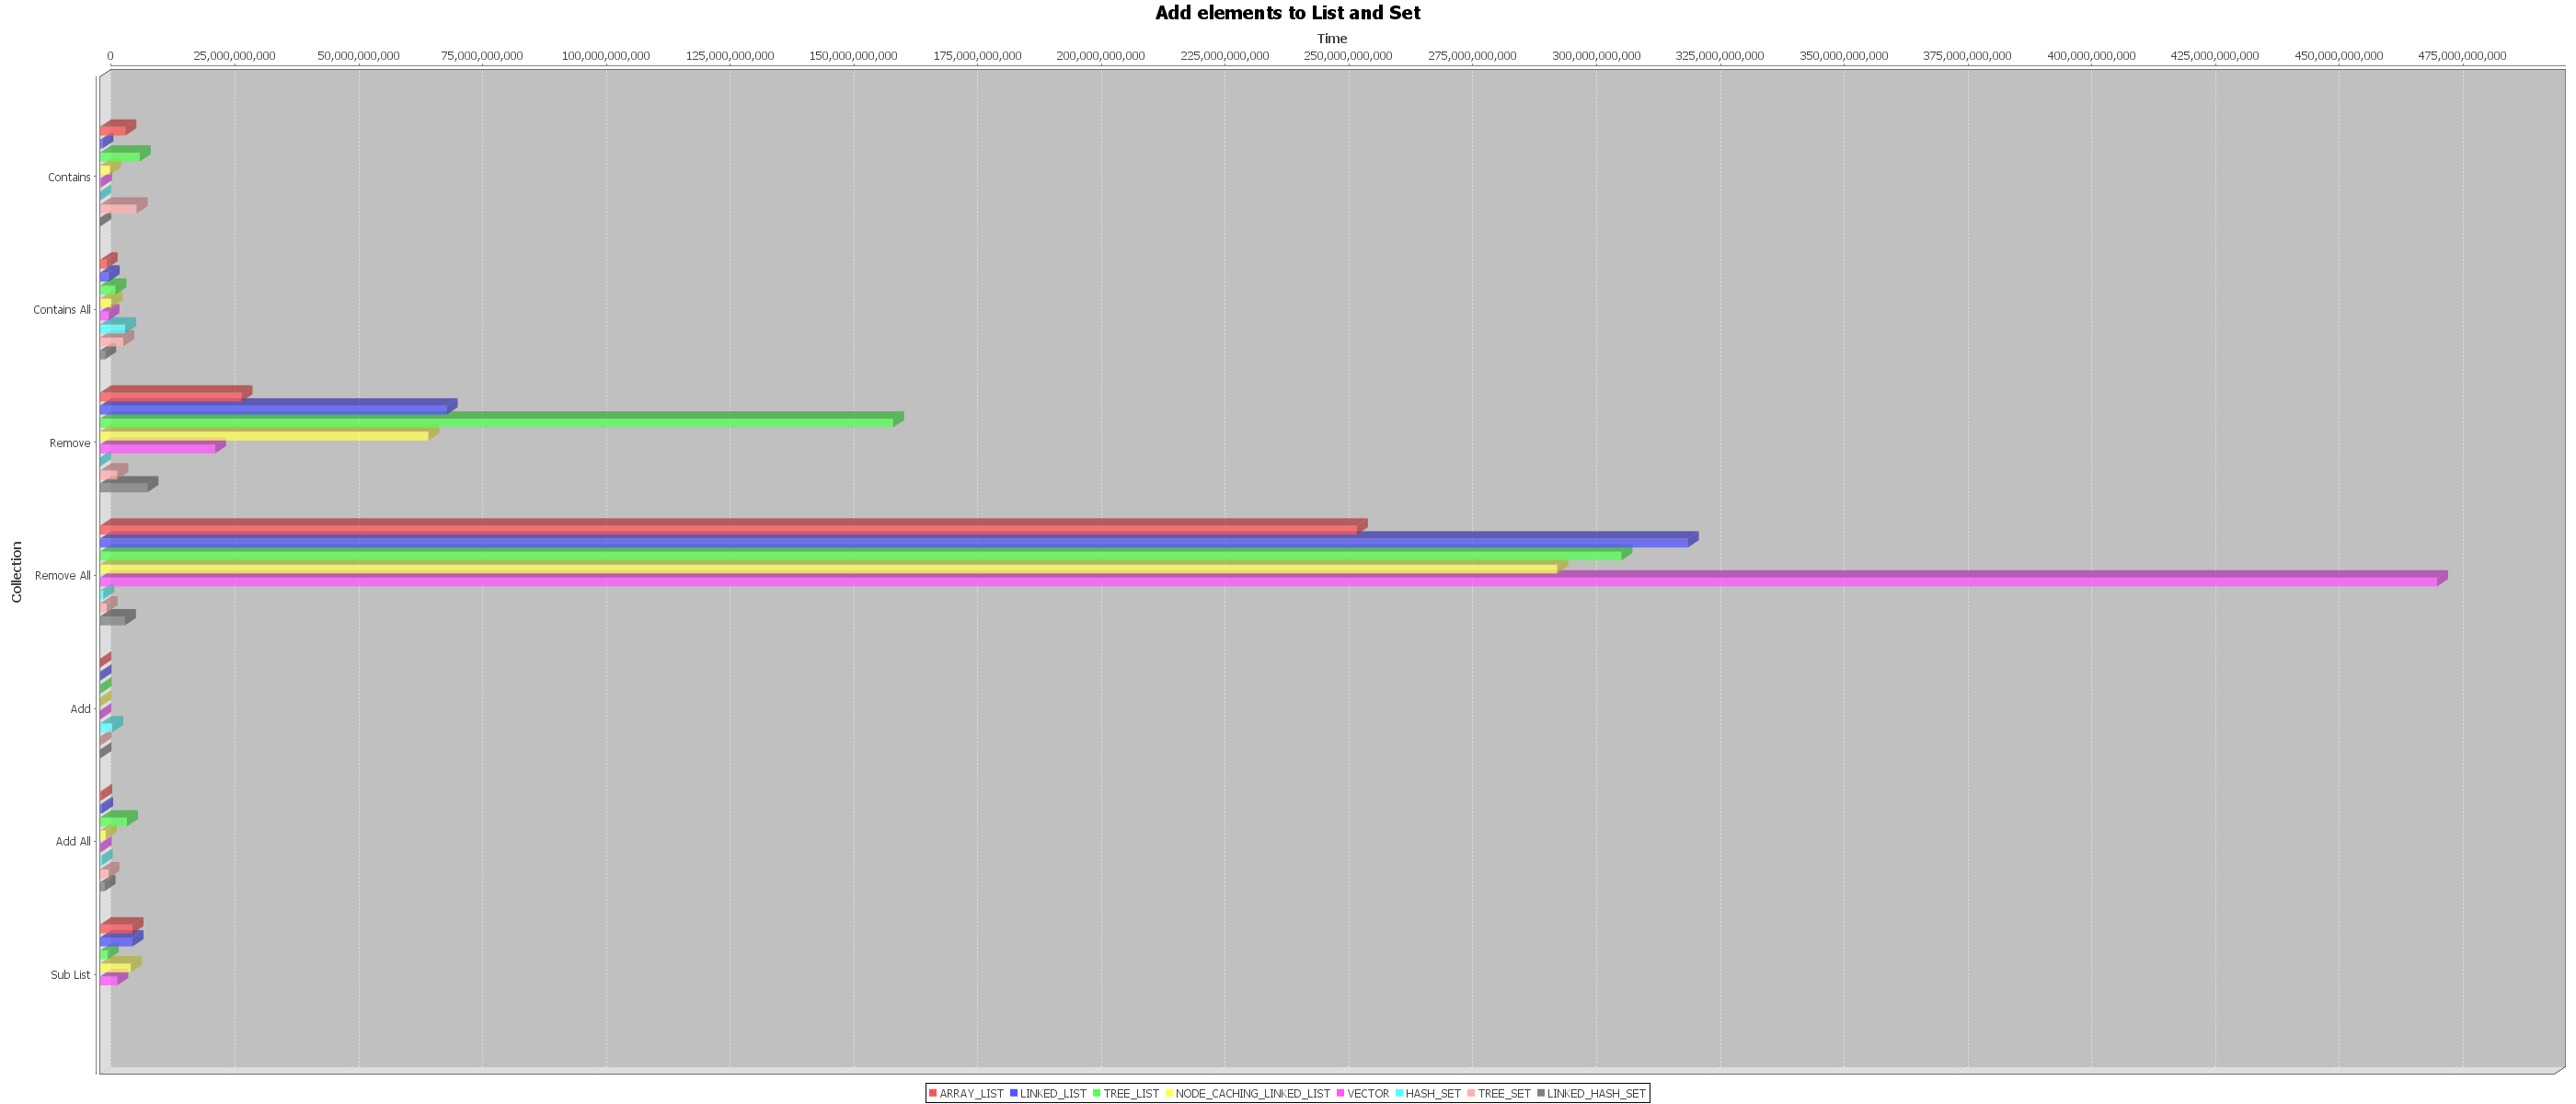 Add elements to List and Set
Time
0 25,000,000,000 50,000,000,000 75,000,000,000 100,000,000,000 125,000,000,000 150,000,000,000 175,000,000,000 200,000,000,000 225,000,000,000 250,000,000,000 275,000,000,000 300,000,000,000 325,000,000,000 350,000,000,000 375,000,000,000 400,000,000,000 425,000,000,000 450,000,000,000 475,000,000,000
Contains
Contains All
Remove
Remove All
Collection
Add
Add All
Sub List
ARRAY_LIST LINKED_LIST TREE_LIST NODE_CACHING_LINKED_LIST VECTOR HASH_SET TREE_SET LINKED_HASH_SET